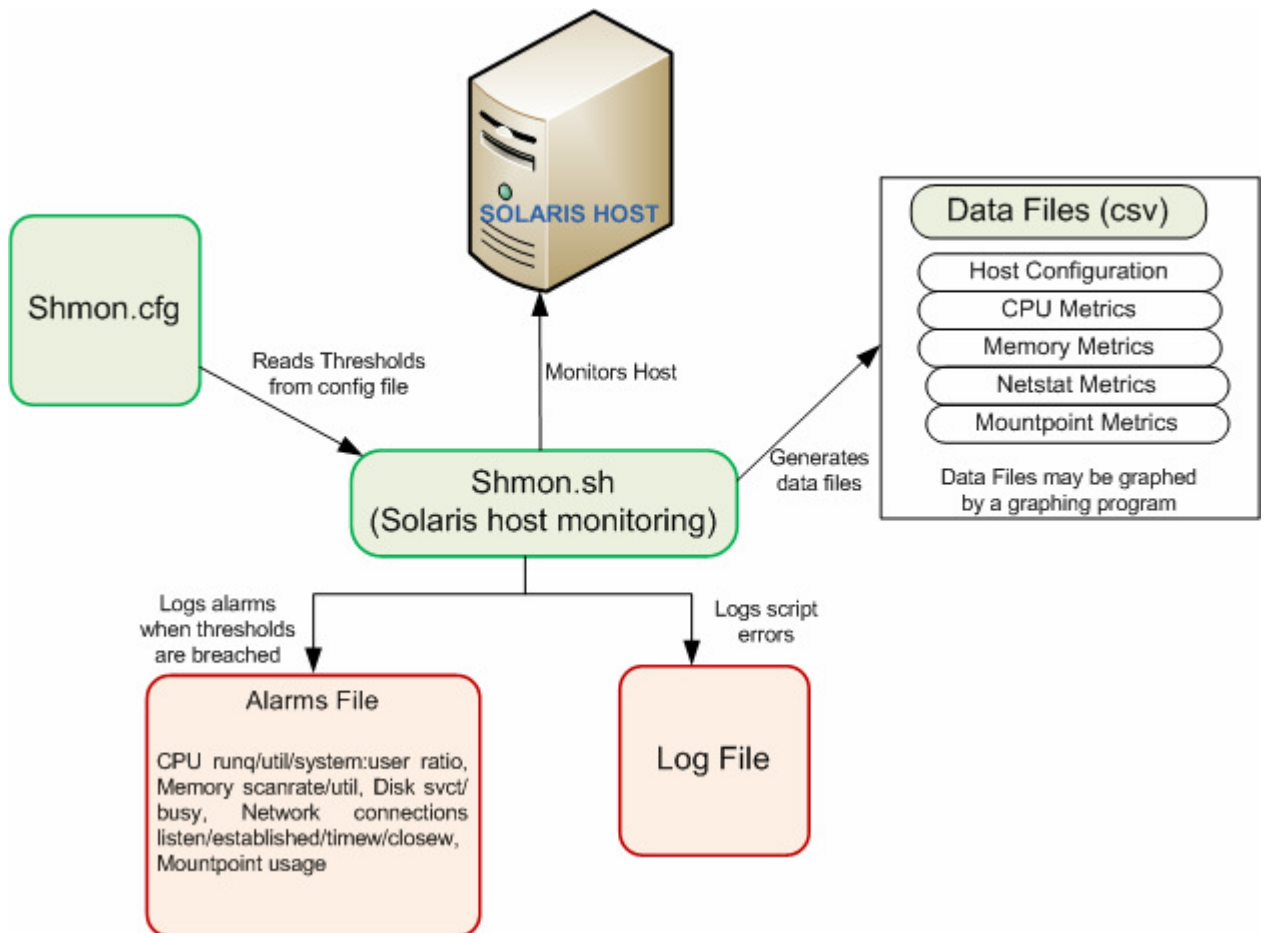 SOLARIS HOST
Data Files (csv)
Host Configuration
CPU Metrics
Memory Metrics
Netstat Metrics
Mountpoint Metrics
Data Files may be graphed
by a graphing program
Shmon.cfg
Reads Thresholds
from config file
Monitors Host
Generates
data files
Shmon.sh
(Solaris host monitoring)
Logs alarms
when thresholds
are breached
Logs script
errors
Alarms File
CPU runq/util/system:user ratio,
Memory scanrate/util, Disk svct/
busy, Network connections
listen/established/timew/closew,
Mountpoint usage
Log File